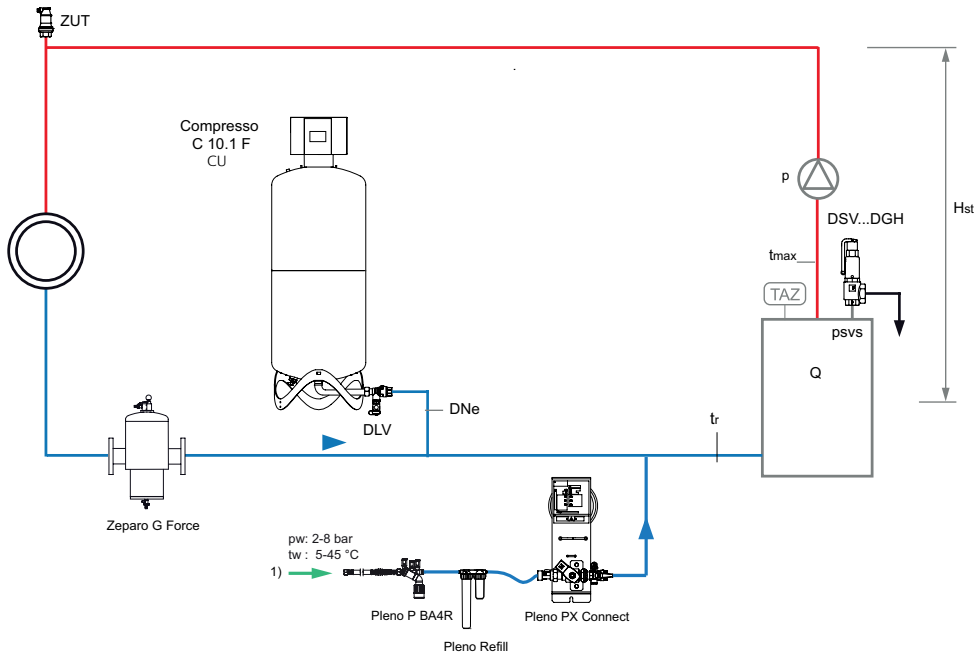 ZUT
Compresso
C 10.1 F
CU
p
Hst
DSV...DGH
tmax
TAZ
psvs
Q
DNe
DLV
tr
Zeparo G Force
pw: 2-8 bar
tw : 5-45 °C
1)
Pleno P BA4R
Pleno PX Connect
Pleno Refill